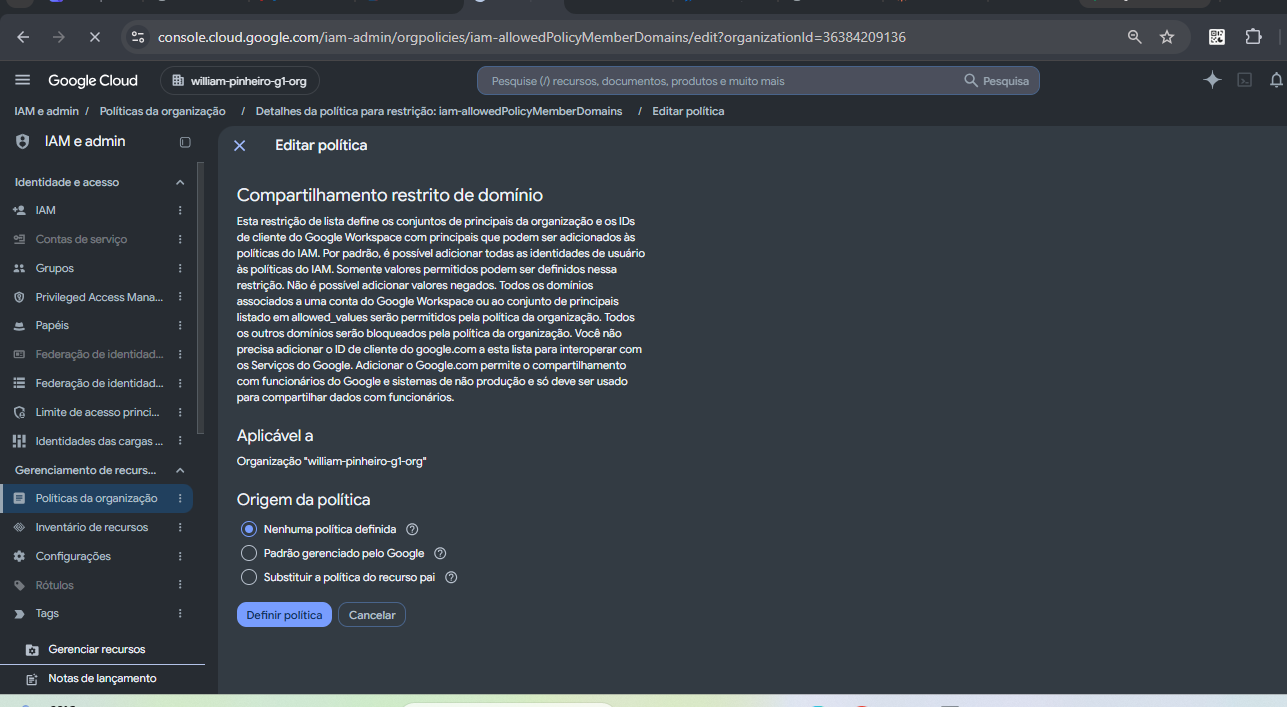 console.cloud.google.com/iam-admin/orgpolicies/iam-allowedPolicyMemberDomains/edit?organizationId=36384209136
Google Cloud
william-pinheiro-g1-org
Pesquise (/) recursos, documentos, produtos e muito mais
Pesquisa
IAM e admin / Políticas da organização / Detalhes da política para restrição: iam-allowedPolicyMemberDomains / Editar política
IAM e admin
Identidade e acesso
IAM
Contas de serviço
Grupos
Privileged Access Mana...
Papéis
Federação de identidad...
Federação de identidad...
Limite de acesso princi...
Identidades das cargas ...
Gerenciamento de recurs...
Políticas da organização
Inventário de recursos
Configurações
Rótulos
Tags
Gerenciar recursos
Notas de lançamento
Editar política
Compartilhamento restrito de domínio
Esta restrição de lista define os conjuntos de principais da organização e os IDs
de cliente do Google Workspace com principais que podem ser adicionados às
políticas do IAM. Por padrão, é possível adicionar todas as identidades de usuário
às políticas do IAM. Somente valores permitidos podem ser definidos nessa
restrição. Não é possível adicionar valores negados. Todos os domínios
associados a uma conta do Google Workspace ou ao conjunto de principais
listado em allowed_values serão permitidos pela política da organização. Todos
os outros domínios serão bloqueados pela política da organização. Você não
precisa adicionar o ID de cliente do google.com a esta lista para interoperar com
os Serviços do Google. Adicionar o Google.com permite o compartilhamento
com funcionários do Google e sistemas de não produção e só deve ser usado
para compartilhar dados com funcionários.
Aplicável a
Organização "william-pinheiro-g1-org"
Origem da política
Nenhuma política definida
Padrão gerenciado pelo Google
Substituir a política do recurso pai
Definir política
Cancelar